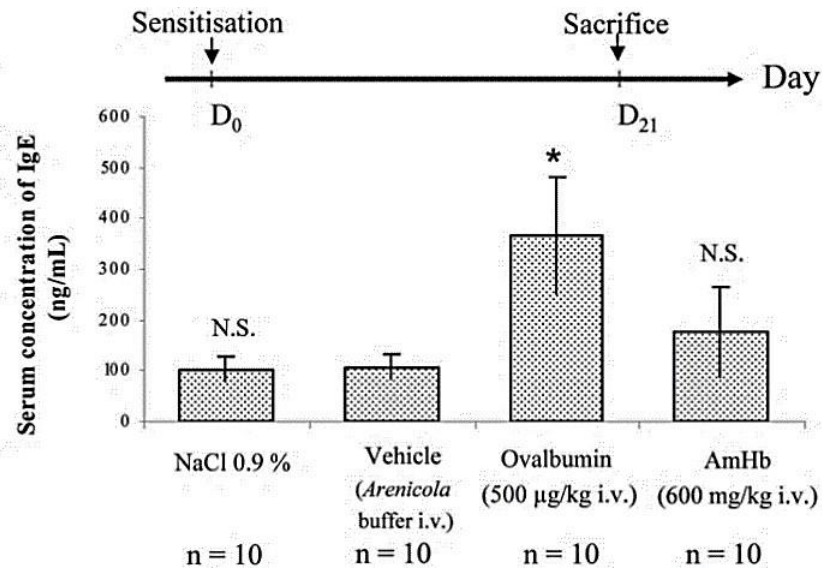 Sensitisation
Sacrifice
Day
D₀
D₂₁
Serum concentration of IgE
(ng/mL)
600
500
400
300
200
100
0
N.S.
*
N.S.
NaCl 0.9 %
Vehicle
(Arenicola
buffer i.v.)
Ovalbumin
(500 µg/kg i.v.)
AmHb
(600 mg/kg i.v.)
n = 10
n = 10
n = 10
n = 10